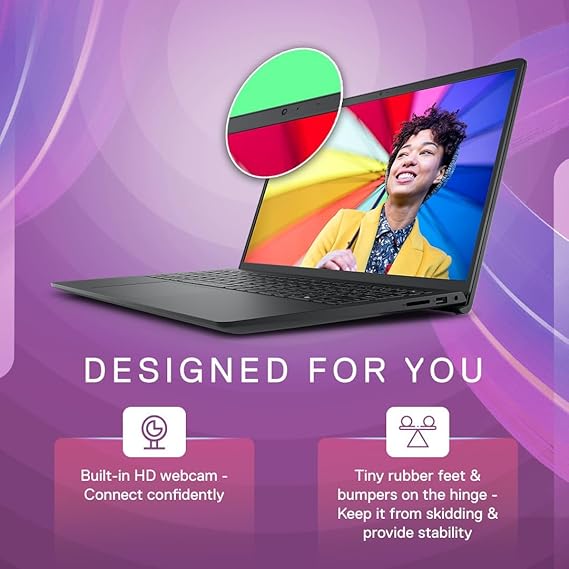 DESIGNED FOR YOU
Built-in HD webcam -
Connect confidently
Tiny rubber feet &
bumpers on the hinge -
Keep it from skidding &
provide stability